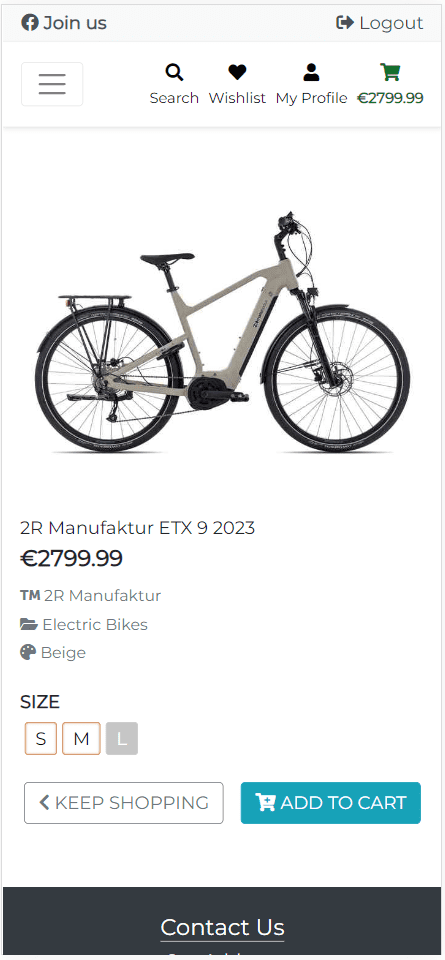 Join us
Logout
Search
Wishlist
My Profile
€2799.99
2R Manufaktur ETX 9 2023
€2799.99
TM 2R Manufaktur
Electric Bikes
Beige
SIZE
S M L
KEEP SHOPPING
ADD TO CART
Contact Us